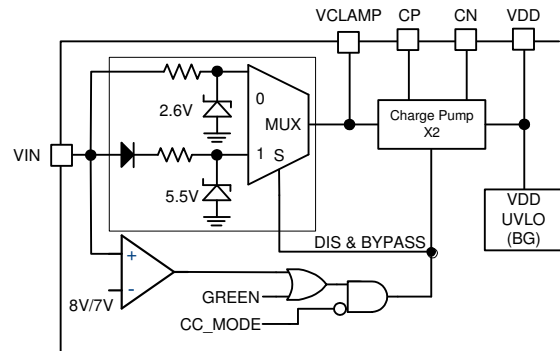 VCLAMP CP CN VDD
0
2.6V
MUX
Charge Pump
X2
VIN
1 S
5.5V
VDD
UVLO
(BG)
DIS & BYPASS
+
-
8V/7V
GREEN
CC_MODE